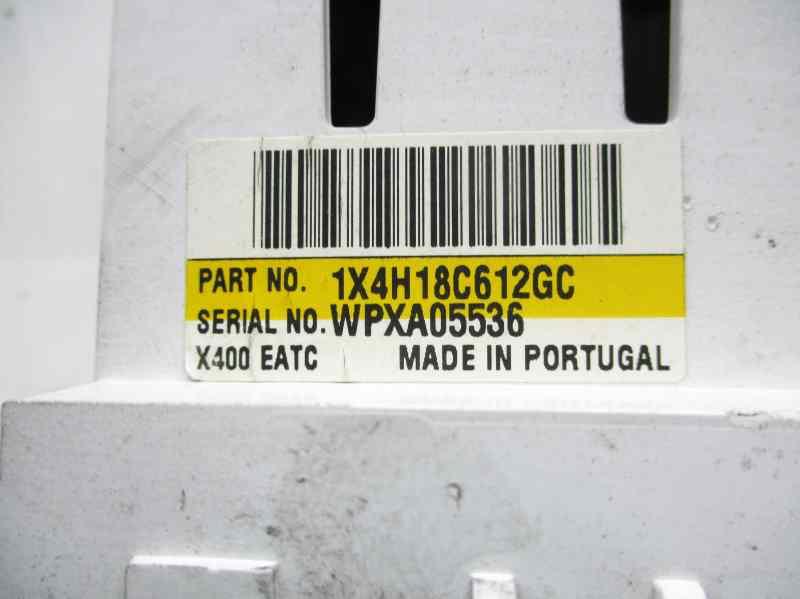 PART NO. 1X4H18C612GC
SERIAL NO. WPXA05536
X400 EATC MADE IN PORTUGAL